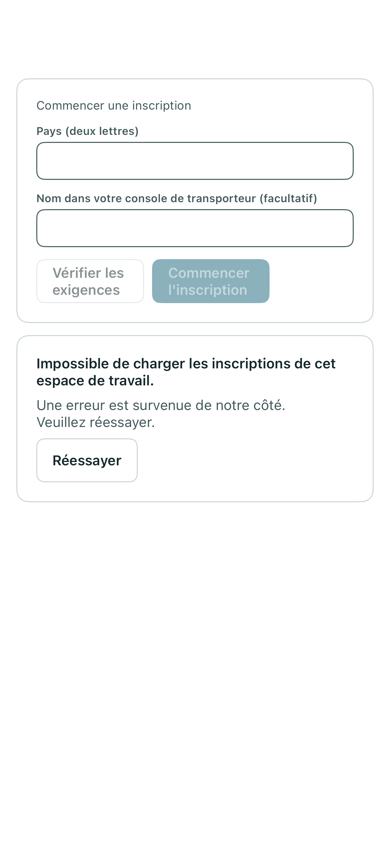 Commencer une inscription
Pays (deux lettres)
Nom dans votre console de transporteur (facultatif)
Vérifier les
exigences
Commencer
l'inscription
Impossible de charger les inscriptions de cet
espace de travail.
Une erreur est survenue de notre côté.
Veuillez réessayer.
Réessayer